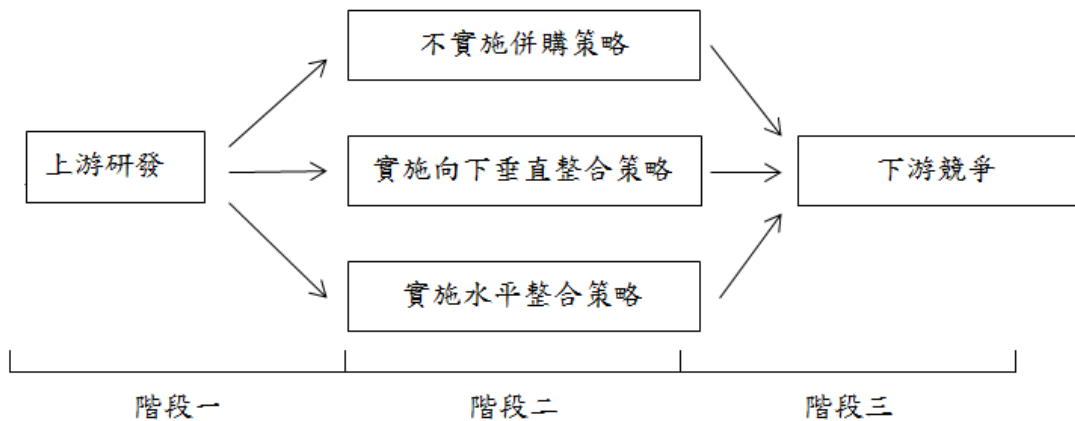 不實施併購策略
上游研發
實施向下垂直整合策略
下游競爭
實施水平整合策略
階段一
階段二
階段三